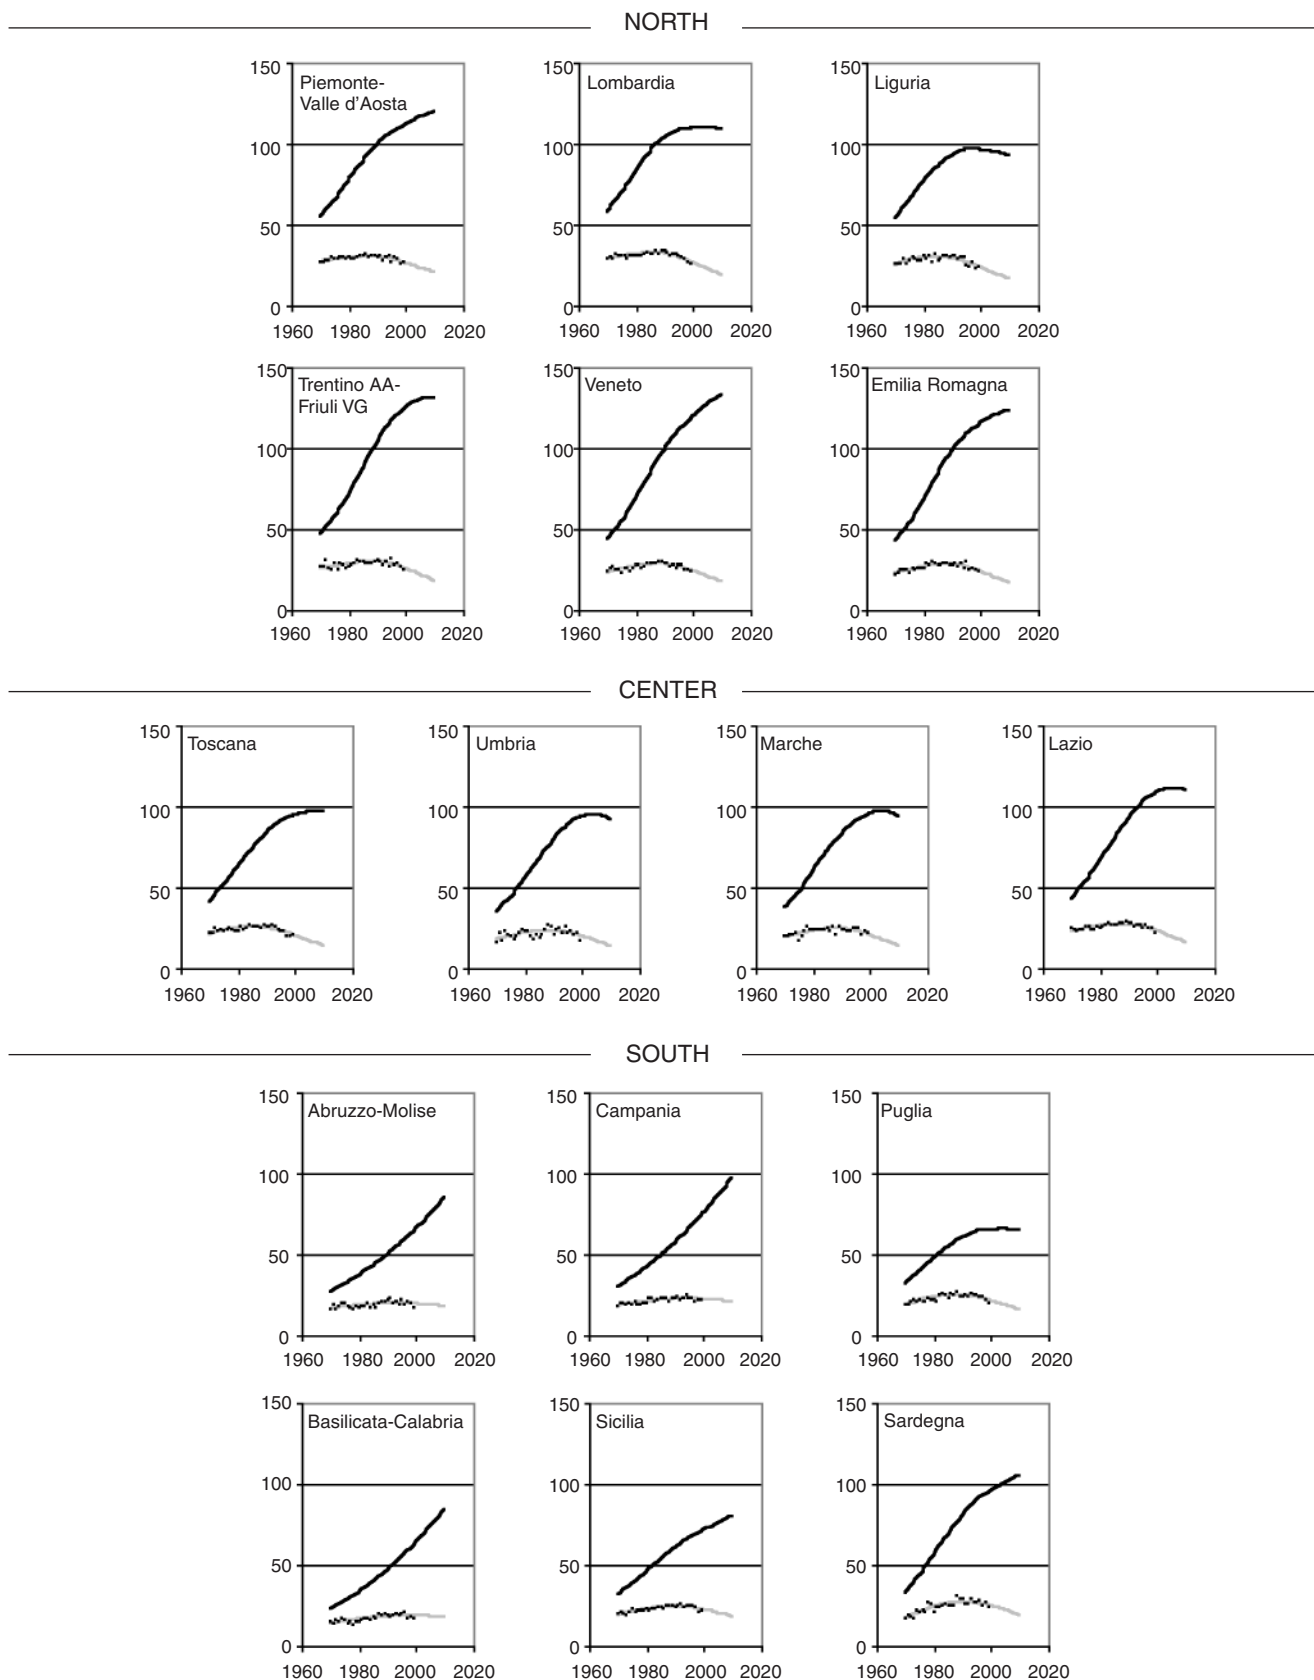 NORTH
150
100
50
0
1960 1980 2000 2020
Piemonte-
Valle d'Aosta
150
100
50
0
1960 1980 2000 2020
Lombardia
150
100
50
0
1960 1980 2000 2020
Liguria
150
100
50
0
1960 1980 2000 2020
Trentino AA-
Friuli VG
150
100
50
0
1960 1980 2000 2020
Veneto
150
100
50
0
1960 1980 2000 2020
Emilia Romagna
CENTER
150
100
50
0
1960 1980 2000 2020
Toscana
150
100
50
0
1960 1980 2000 2020
Umbria
150
100
50
0
1960 1980 2000 2020
Marche
150
100
50
0
1960 1980 2000 2020
Lazio
SOUTH
150
100
50
0
1960 1980 2000 2020
Abruzzo-Molise
150
100
50
0
1960 1980 2000 2020
Campania
150
100
50
0
1960 1980 2000 2020
Puglia
150
100
50
0
1960 1980 2000 2020
Basilicata-Calabria
150
100
50
0
1960 1980 2000 2020
Sicilia
150
100
50
0
1960 1980 2000 2020
Sardegna